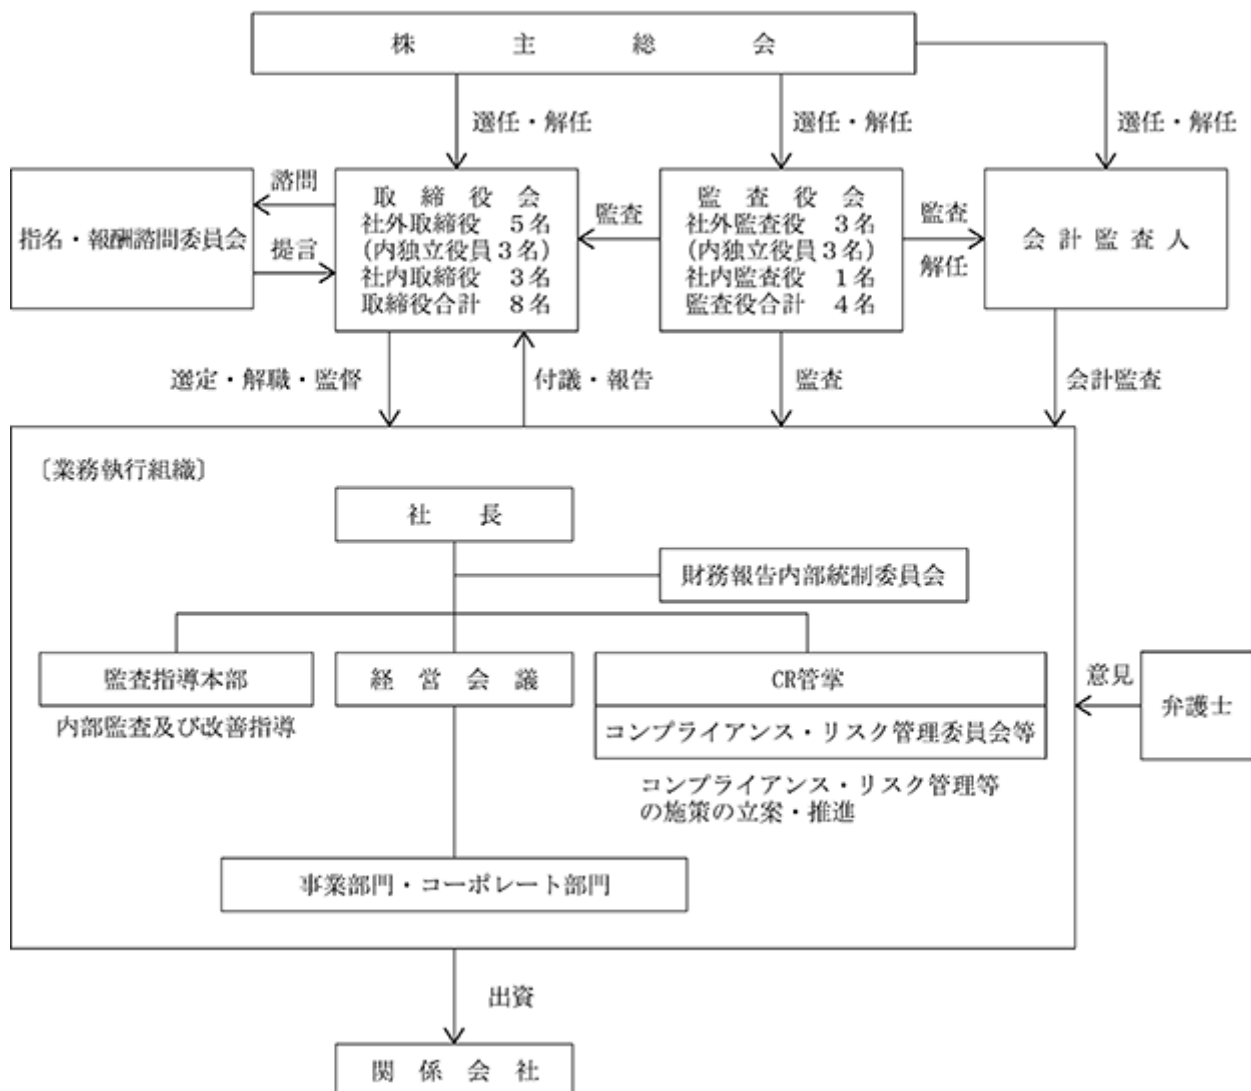 株主総会
選任・解任
選任・解任
選任・解任
指名・報酬諮問委員会
諮問
提言
取締役会
社外取締役 5名
(内独立役員3名)
社内取締役 3名
取締役合計 8名
監査
監査役会
社外監査役 3名
(内独立役員3名)
社内監査役 1名
監査役合計 4名
監査
解任
会計監査人
選定・解職・監督
付議・報告
監査
会計監査
〔業務執行組織〕
社長
財務報告内部統制委員会
監査指導本部
内部監査及び改善指導
経営会議
CR管掌
コンプライアンス・リスク管理委員会等
コンプライアンス・リスク管理等
の施策の立案・推進
意見
弁護士
事業部門・コーポレート部門
出資
関係会社